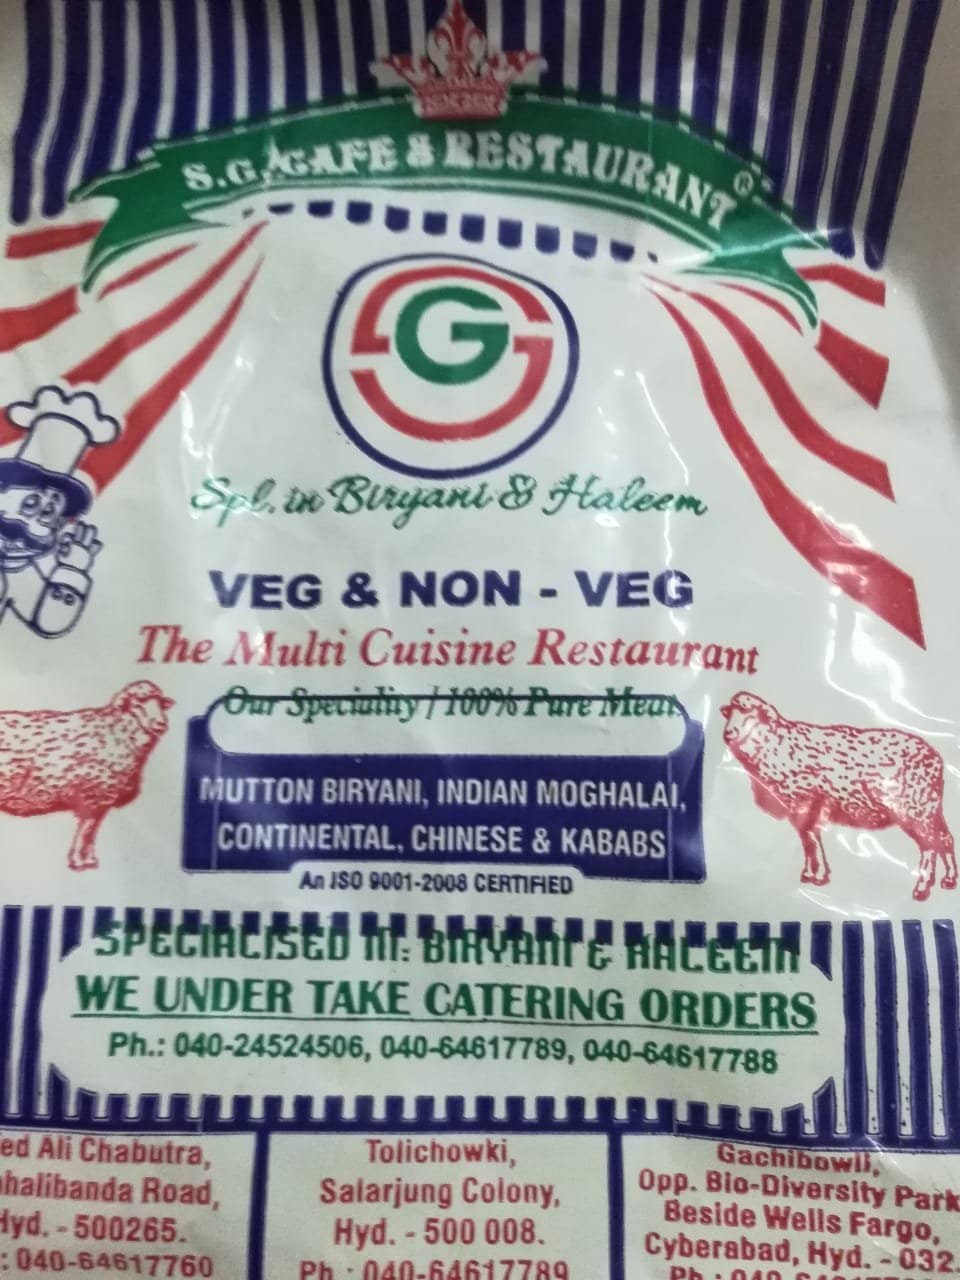 S.G. CAFE & RESTAURANT ®
SG
Spl. in Biryani & Haleem
VEG & NON - VEG
The Multi Cuisine Restaurant
Our Speciality / 100% Pure Meat.
MUTTON BIRYANI, INDIAN MOGHALAI,
CONTINENTAL, CHINESE & KABABS
An ISO 9001-2008 CERTIFIED
SPECIALISED IN: BIRYANI & HALEEM
WE UNDER TAKE CATERING ORDERS
Ph.: 040-24524506, 040-64617789, 040-64617788
ed Ali Chabutra,
halibanda Road,
Hyd. - 500265.
: 040-64617760
Tolichowki,
Salarjung Colony,
Hyd. - 500 008.
Ph : 040-64617789
Gachibowli,
Opp. Bio-Diversity Park
Beside Wells Fargo,
Cyberabad, Hyd. - 032.